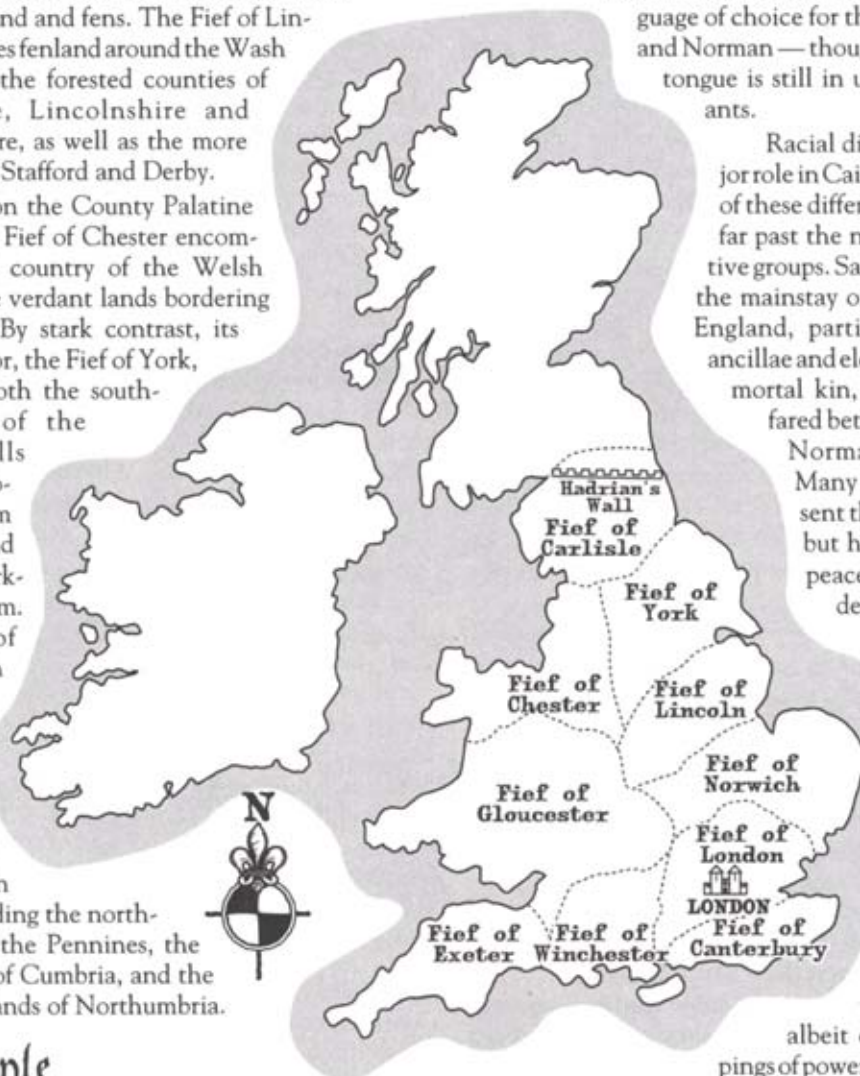 nd and fens. The Fief of Lin-
es fenland around the Wash
the forested counties of
, Lincolnshire and
re, as well as the more
Stafford and Derby.
on the County Palatine
Fief of Chester encom-
country of the Welsh
verdant lands bordering
By stark contrast, its
or, the Fief of York,
oth the south-
of the
lls
n
d
rk-
m.
of
n
ding the north-
the Pennines, the
of Cumbria, and the
nds of Northumbria.
guage of choice for th
and Norman — thou
tongue is still in u
ants.
Racial di
jor role in Cai
of these differ
far past the n
tive groups. Sa
the mainstay o
England, parti
ancillae and el
mortal kin,
fared bet
Norma
Many
sent th
but h
peace
de
albeit
pings of powe
Hadrian's
Wall
Fief of
Carlisle
Fief of
York
Fief of
Chester
Fief of
Lincoln
Fief of
Norwich
Fief of
Gloucester
Fief of
London
LONDON
Fief of
Exeter
Fief of
Winchester
Fief of
Canterbury
N